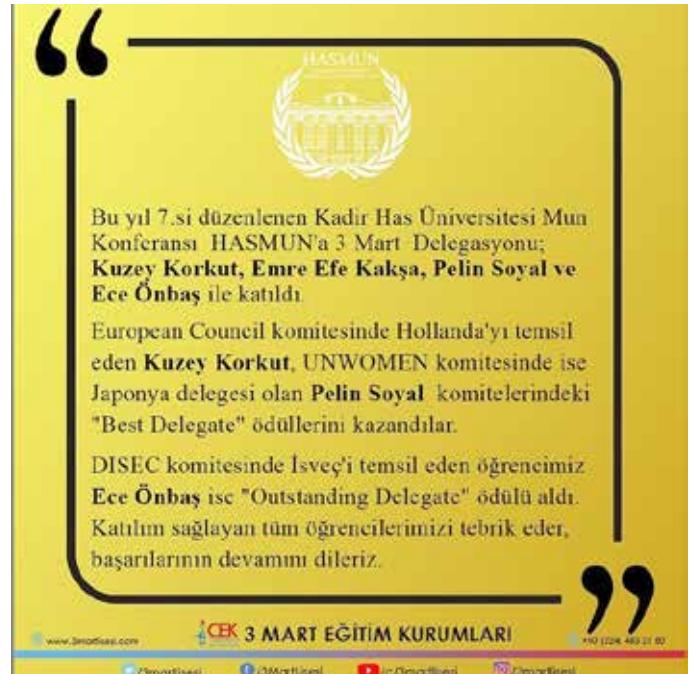 HASMUN
Bu yıl 7.si düzenlenen Kadir Has Üniversitesi Mun
Konferansı HASMUN'a 3 Mart Delegasyonu;
Kuzey Korkut, Emre Efe Kakşa, Pelin Soyal ve
Ece Önbaş ile katıldı.
European Council komitesinde Hollanda'yı temsil
eden Kuzey Korkut, UNWOMEN komitesinde ise
Japonya delegesi olan Pelin Soyal komitelerindeki
"Best Delegate" ödüllerini kazandılar.
DISEC komitesinde İsveç'i temsil eden öğrencimiz
Ece Önbaş ise "Outstanding Delegate" ödülü aldı.
Katılım sağlayan tüm öğrencilerimizi tebrik eder,
başarılarının devamını dileriz.
ÇEK 3 MART EĞİTİM KURUMLARI
www.3martlisesi.com